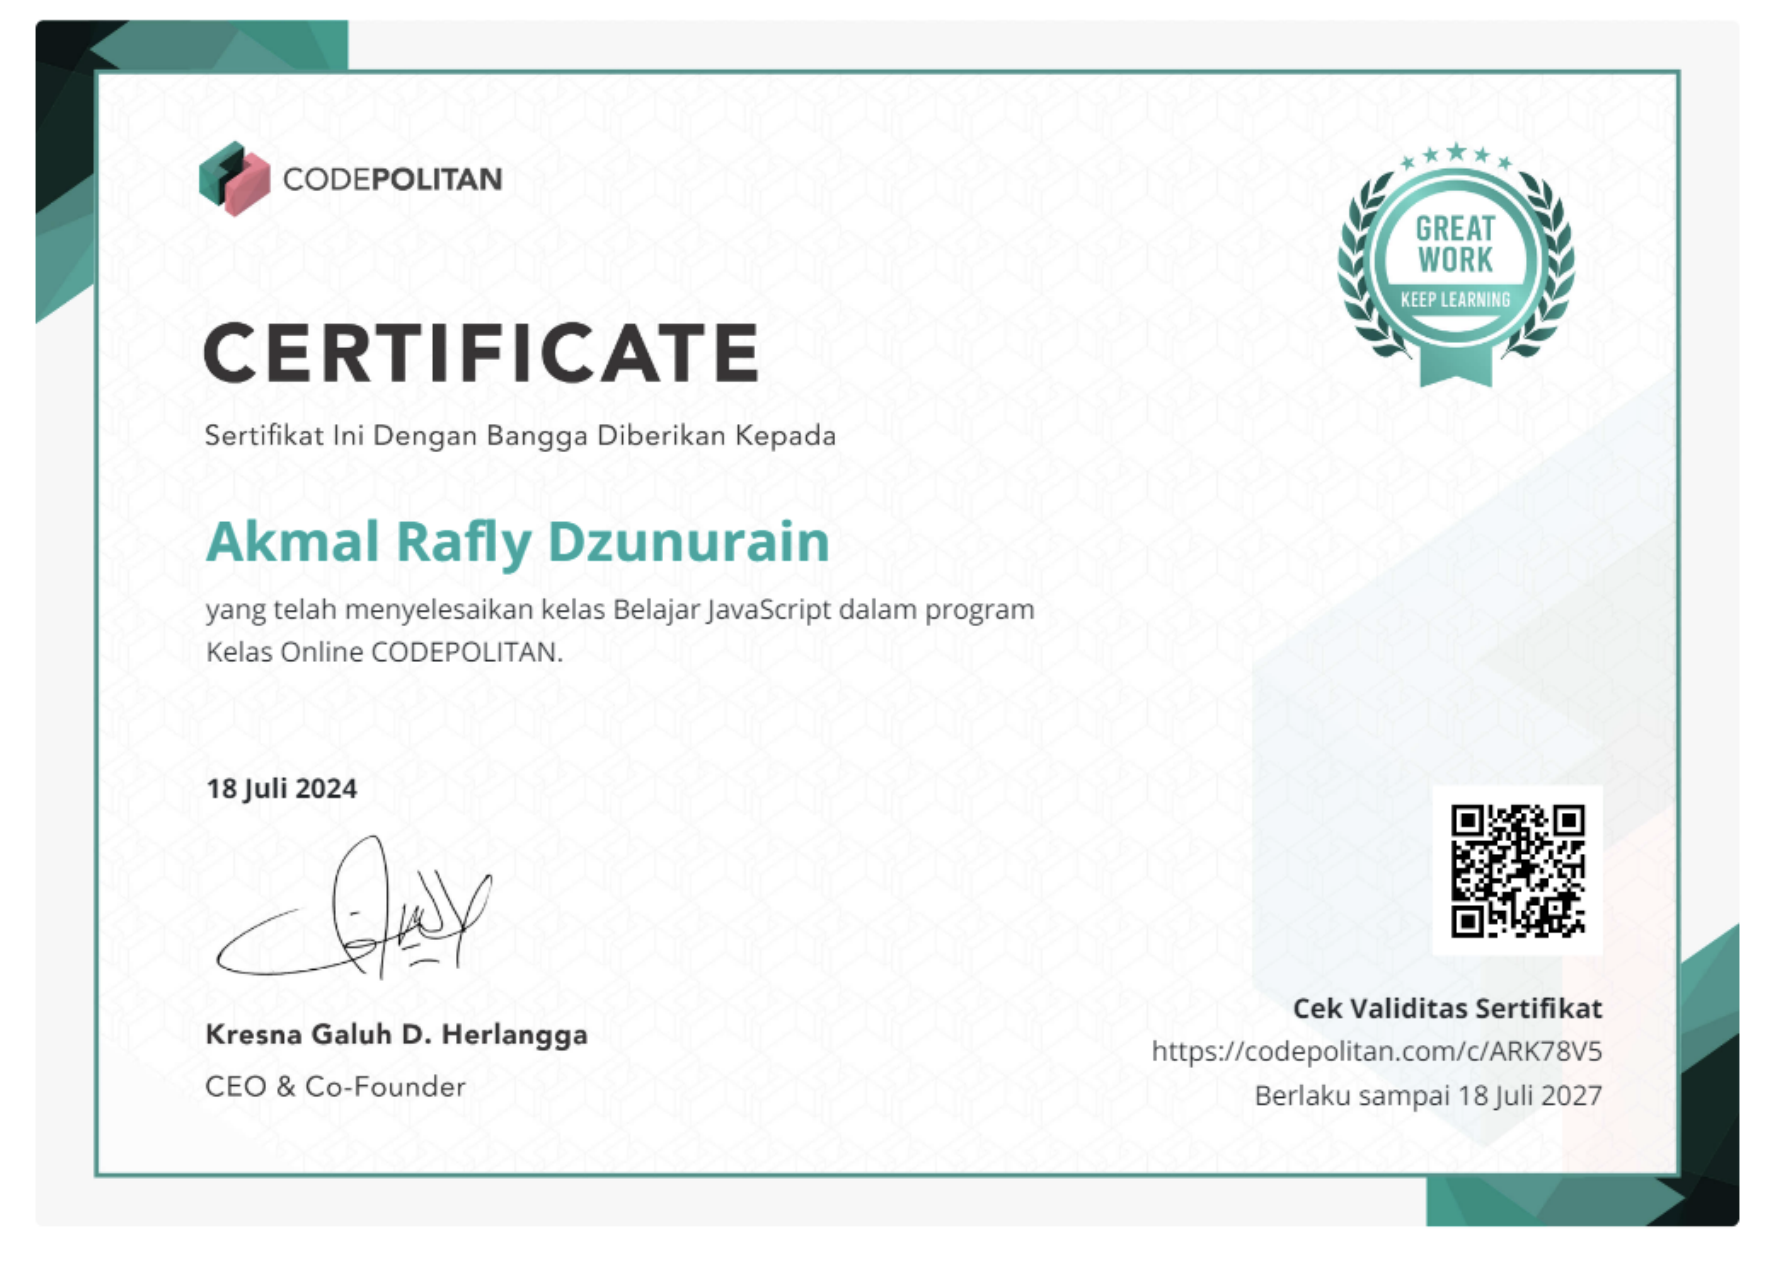 CODEPOLITAN
GREAT
WORK
KEEP LEARNING
CERTIFICATE
Sertifikat Ini Dengan Bangga Diberikan Kepada
Akmal Rafly Dzunurain
yang telah menyelesaikan kelas Belajar JavaScript dalam program
Kelas Online CODEPOLITAN.
18 Juli 2024
Kresna Galuh D. Herlangga
CEO & Co-Founder
Cek Validitas Sertifikat
https://codepolitan.com/c/ARK78V5
Berlaku sampai 18 Juli 2027